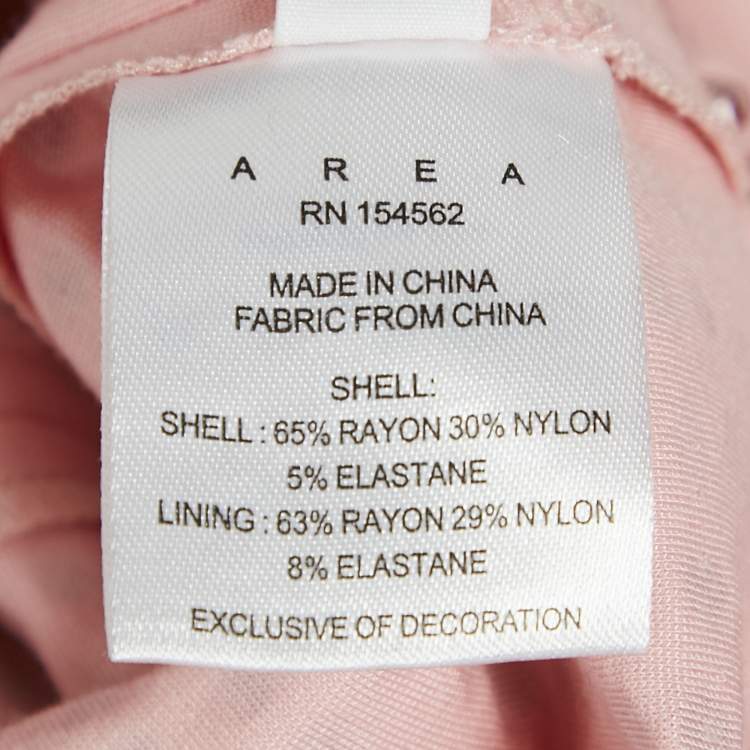 A R E A
RN 154562
MADE IN CHINA
FABRIC FROM CHINA
SHELL:
SHELL : 65% RAYON 30% NYLON
5% ELASTANE
LINING : 63% RAYON 29% NYLON
8% ELASTANE
EXCLUSIVE OF DECORATION